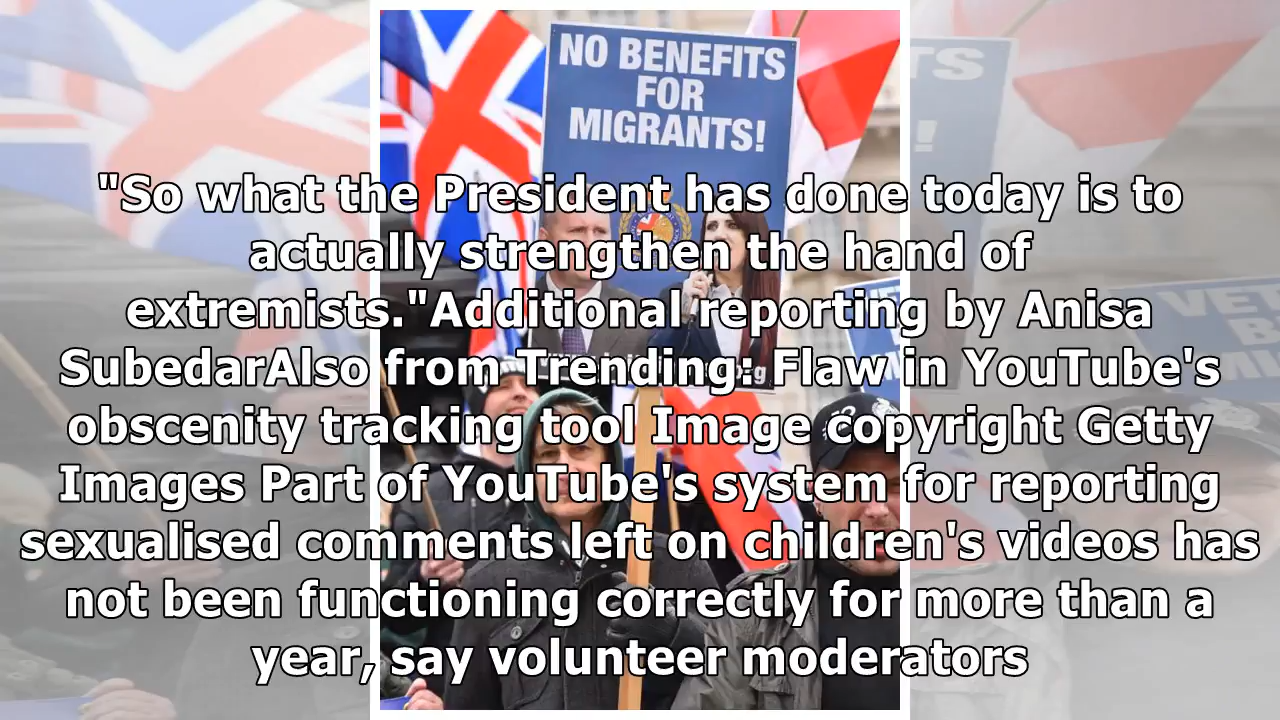 NO BENEFITS
FOR
MIGRANTS!
TS
!
"So what the President has done today is to
actually strengthen the hand of
extremists."Additional reporting by Anisa
SubedarAlso from Trending: Flaw in YouTube's
obscenity tracking tool Image copyright Getty
Images Part of YouTube's system for reporting
sexualised comments left on children's videos has
not been functioning correctly for more than a
year, say volunteer moderators